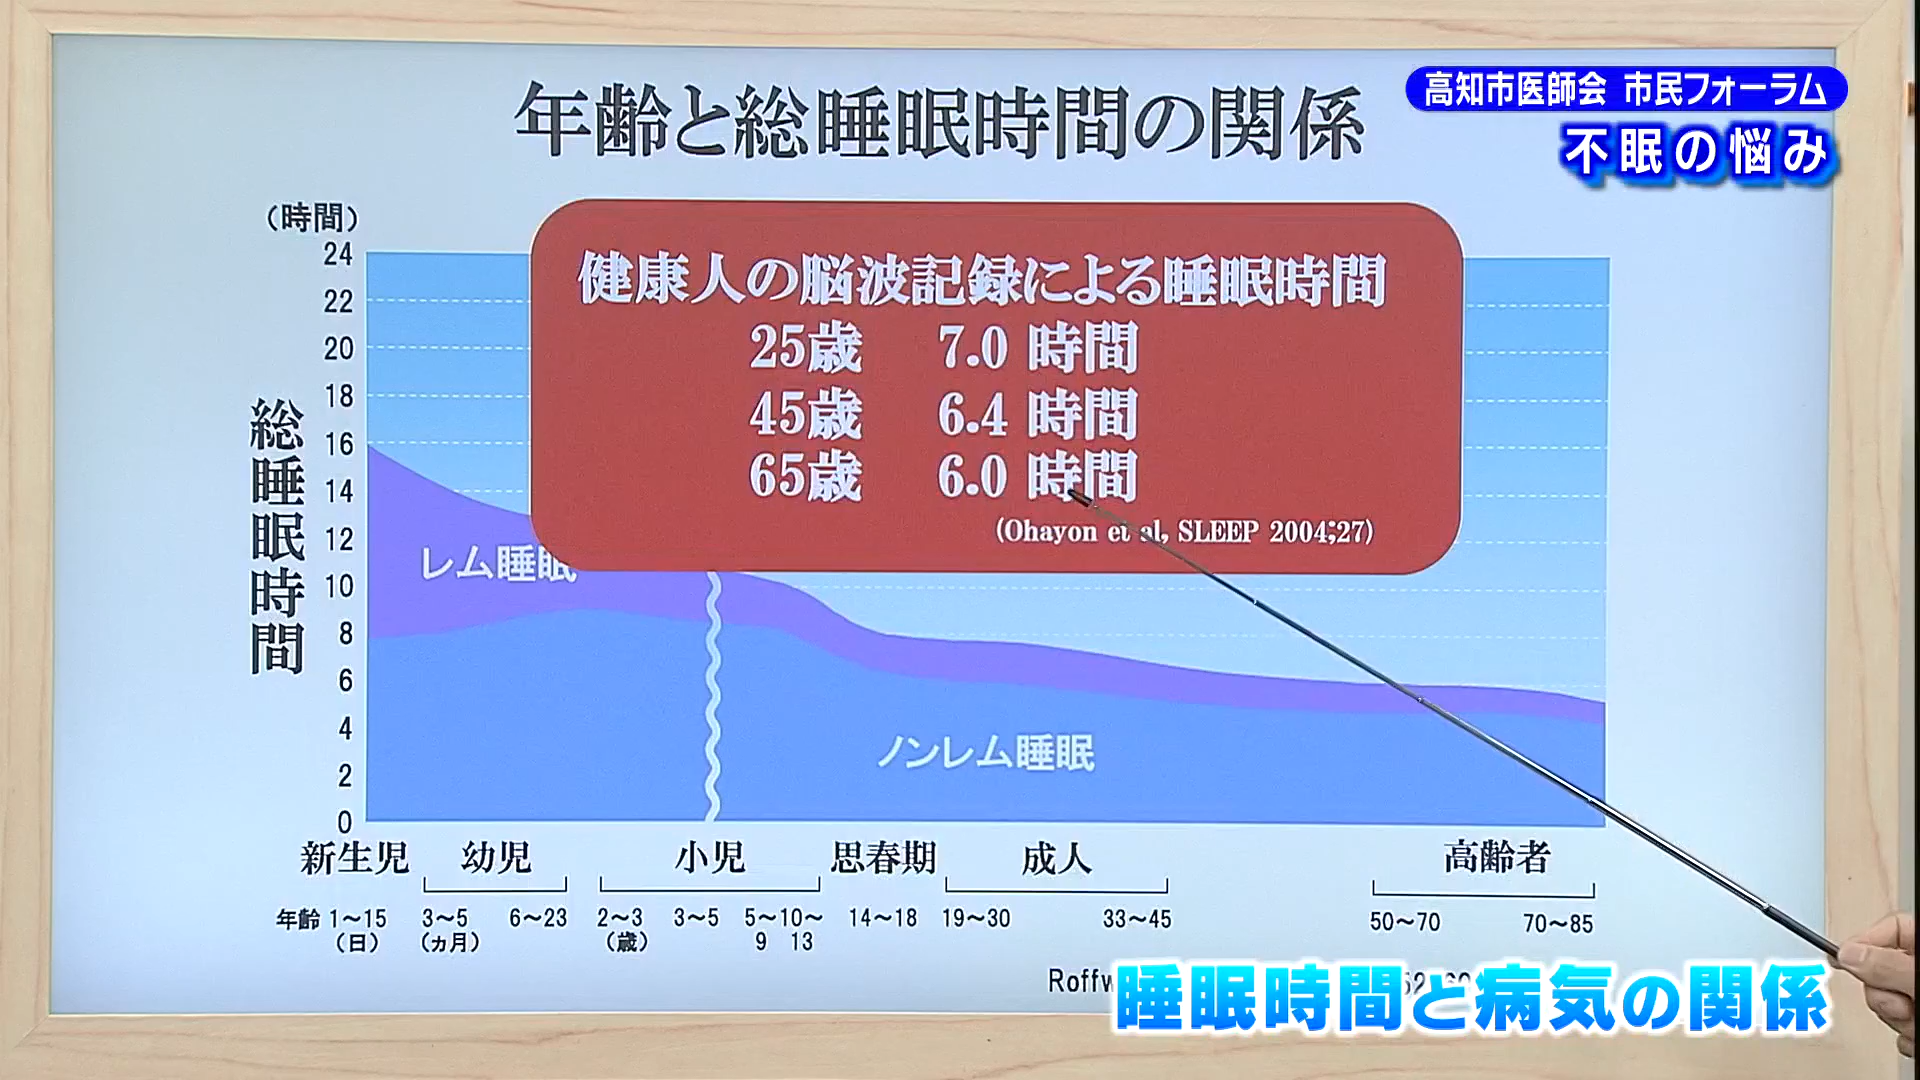 年齢と総睡眠時間の関係
高知市医師会 市民フォーラム
不眠の悩み
（時間）
24
22
20
18
16
14
12
10
8
6
4
2
0
総睡眠時間
健康人の脳波記録による睡眠時間
25歳 7.0 時間
45歳 6.4 時間
65歳 6.0 時間
(Ohayon et al, SLEEP 2004;27)
レム睡眠
ノンレム睡眠
新生児 幼児 小児 思春期 成人 高齢者
年齢 1～15 3～5 6～23 2～3 3～5 5～10～ 14～18 19～30 33～45 50～70 70～85
（日） （ヵ月） （歳） 9 13
睡眠時間と病気の関係